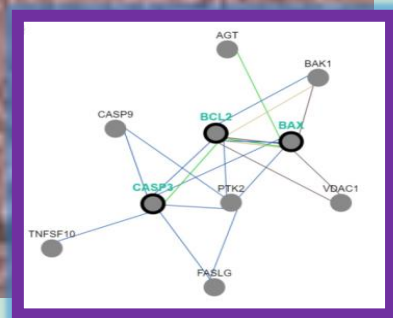 AGT
BAK1
CASP9
BCL2
BAX
CASP3
PTK2
VDAC1
TNFSF10
FASLG